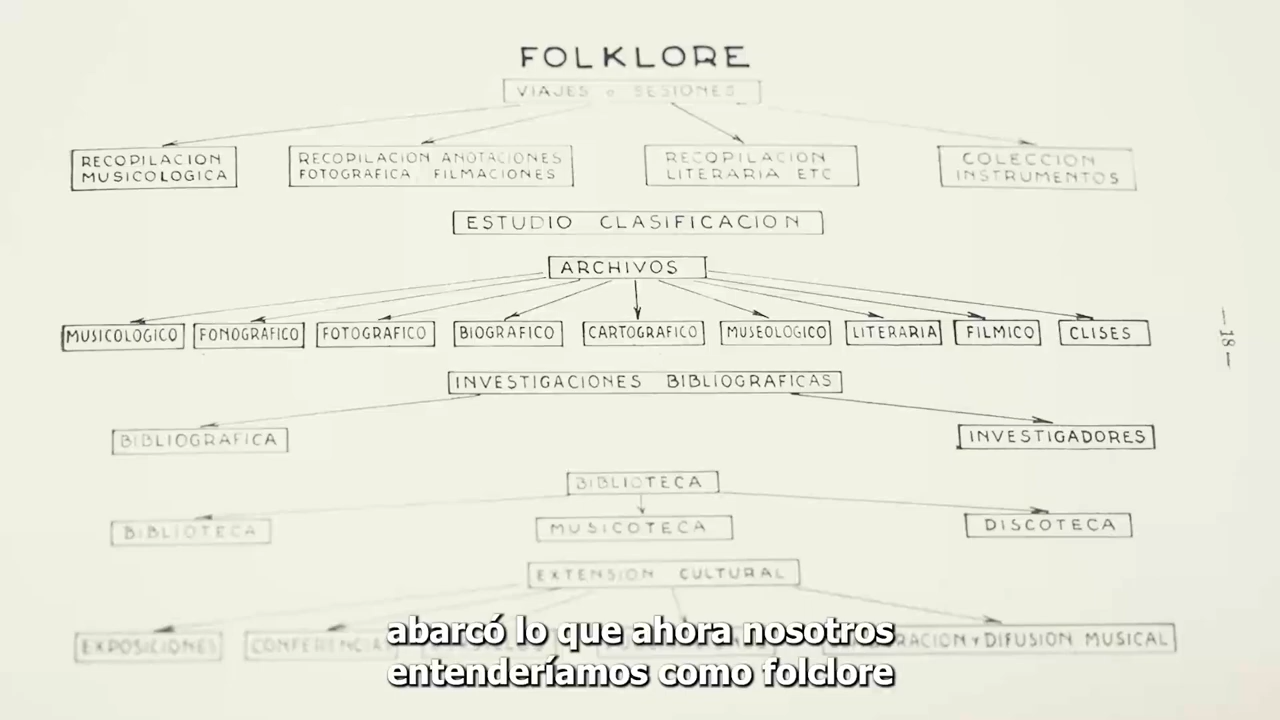 FOLKLORE
VIAJES o SESIONES
RECOPILACION
MUSICOLOGICA
RECOPILACION ANOTACIONES
FOTOGRAFICA FILMACIONES
RECOPILACION
LITERARIA ETC
COLECCION
INSTRUMENTOS
ESTUDIO CLASIFICACION
ARCHIVOS
MUSICOLOGICO
FONOGRAFICO
FOTOGRAFICO
BIOGRAFICO
CARTOGRAFICO
MUSEOLOGICO
LITERARIA
FILMICO
CLISES
— 18 —
INVESTIGACIONES BIBLIOGRAFICAS
BIBLIOGRAFICA
INVESTIGADORES
BIBLIOTECA
BIBLIOTECA
MUSICOTECA
DISCOTECA
EXTENSION CULTURAL
EXPOSICIONES
Y DIFUSION MUSICAL
abarcó lo que ahora nosotros
entenderíamos como folclore